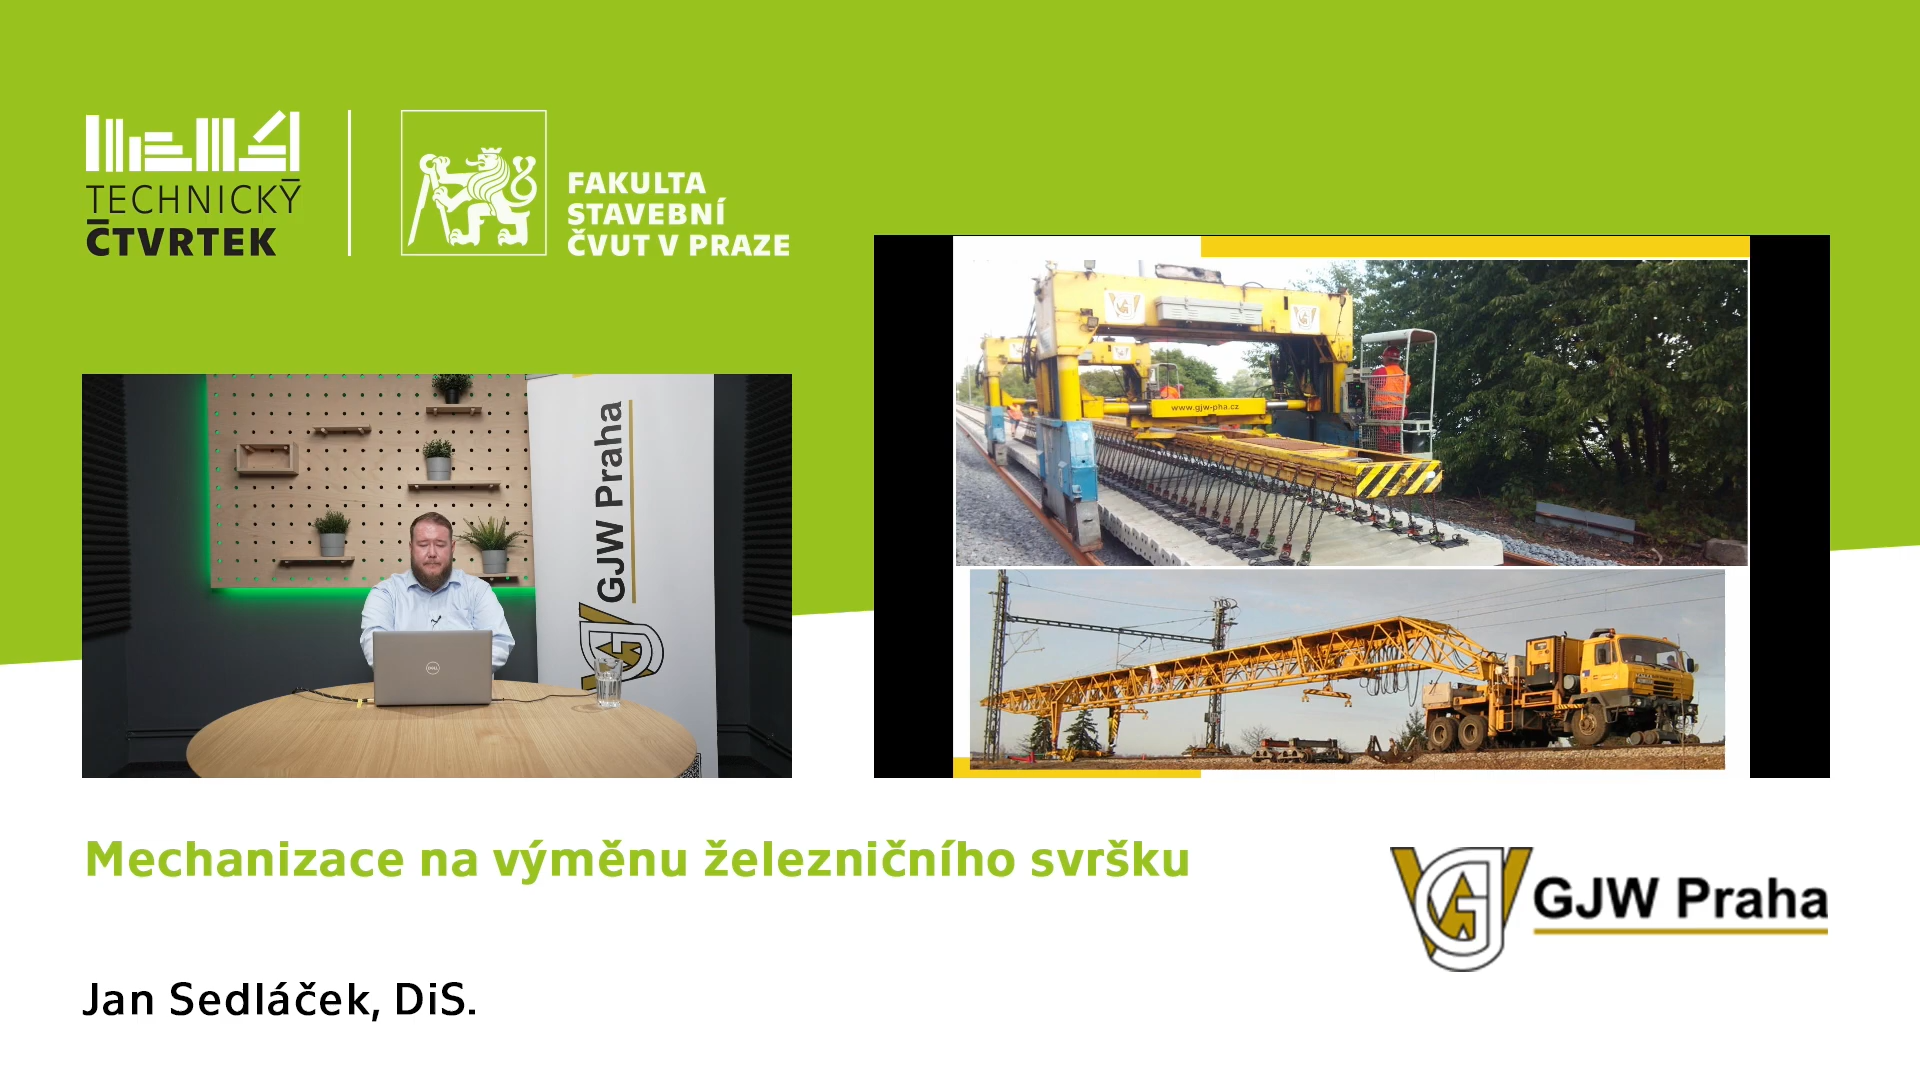 TECHNICKÝ
ČTVRTEK
FAKULTA
STAVEBNÍ
ČVUT V PRAZE
www.gjw-pha.cz
GJW Praha
DELL
Mechanizace na výměnu železničního svršku
GJW Praha
Jan Sedláček, DiS.